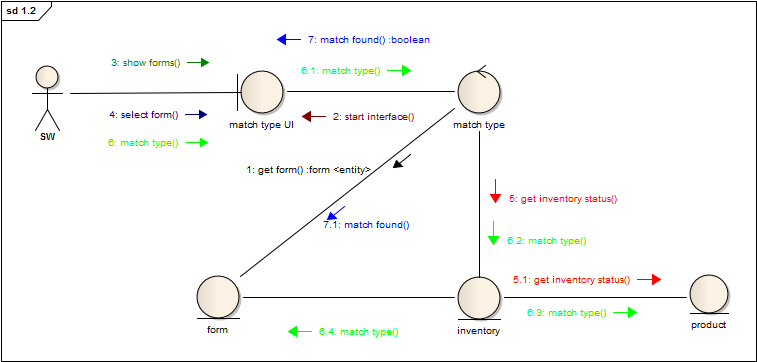 sd 1.2
7: match found() :boolean
3: show forms()
6.1: match type()
4: select form()
match type UI
2: start interface()
match type
SW
6: match type()
1: get form() :form <entity>
5: get inventory status()
7.1: match found()
6.2: match type()
5.1: get inventory status()
6.3: match type()
form
6.4: match type()
inventory
product